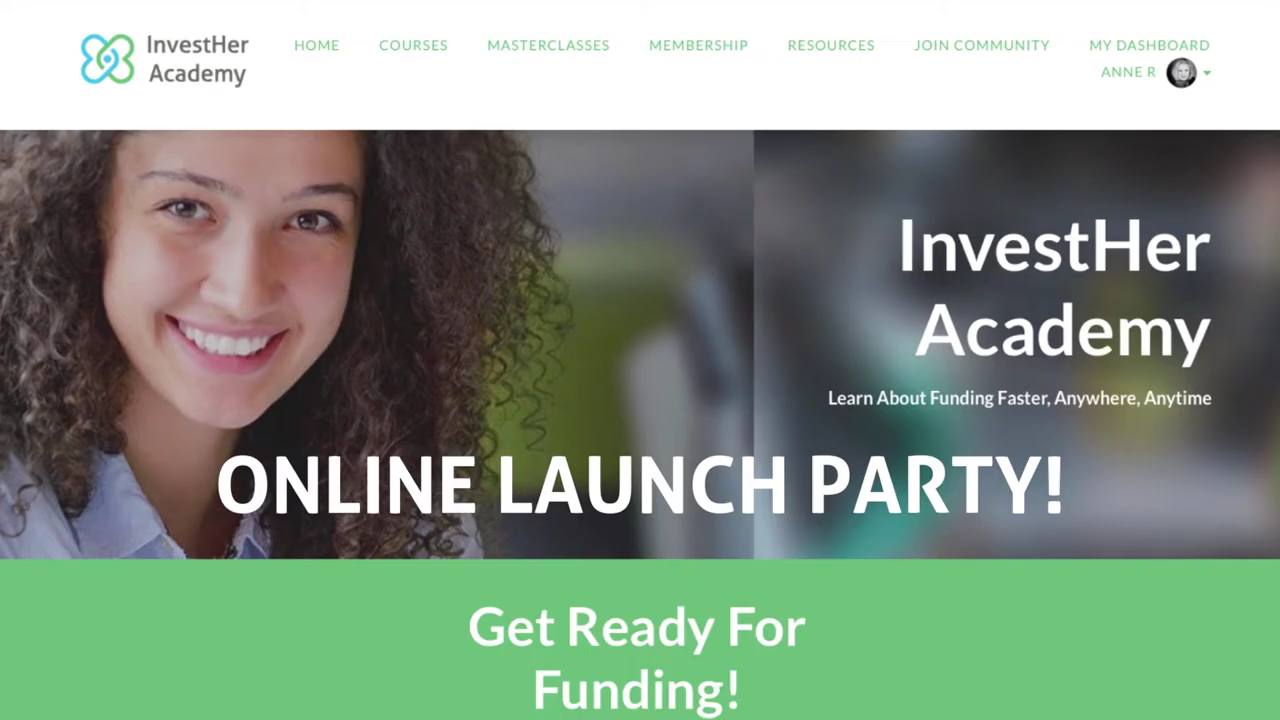 InvestHer
Academy
HOME COURSES MASTERCLASSES MEMBERSHIP RESOURCES JOIN COMMUNITY MY DASHBOARD
ANNE R
InvestHer
Academy
Learn About Funding Faster, Anywhere, Anytime
ONLINE LAUNCH PARTY!
Get Ready For
Funding!